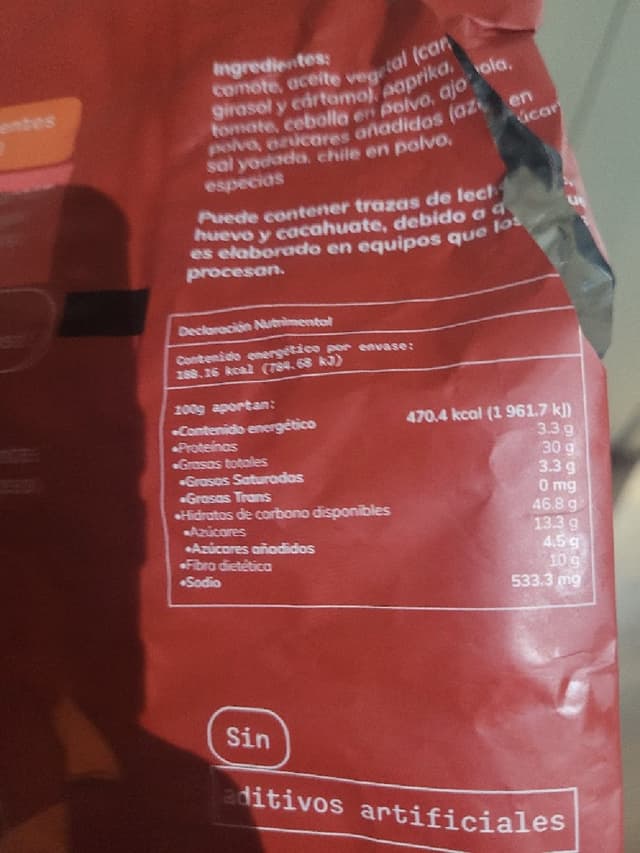 Ingredientes:
camote, aceite vegetal (can ola,
girasol y cártamo), paprika,
tomate, cebolla en polvo, ajo en
polvo, azúcares añadidos (azúcar)
sal yodada, chile en polvo,
especias
Puede contener trazas de lech
huevo y cacahuate, debido a que
es elaborado en equipos que los
procesan.
Declaración Nutrimental
Contenido energético por envase:
188.16 kcal (784.68 kJ)
100g aportan:
•Contenido energético 470.4 kcal (1 961.7 kJ)
•Proteínas 3.3 g
•Grasas totales 30 g
•Grasas Saturadas 3.3 g
•Grasas Trans 0 mg
•Hidratos de carbono disponibles 46.8 g
•Azúcares 13.3 g
•Azúcares añadidos 4.5 g
•Fibra dietética 10 g
•Sodio 533.3 mg
Sin
aditivos artificiales